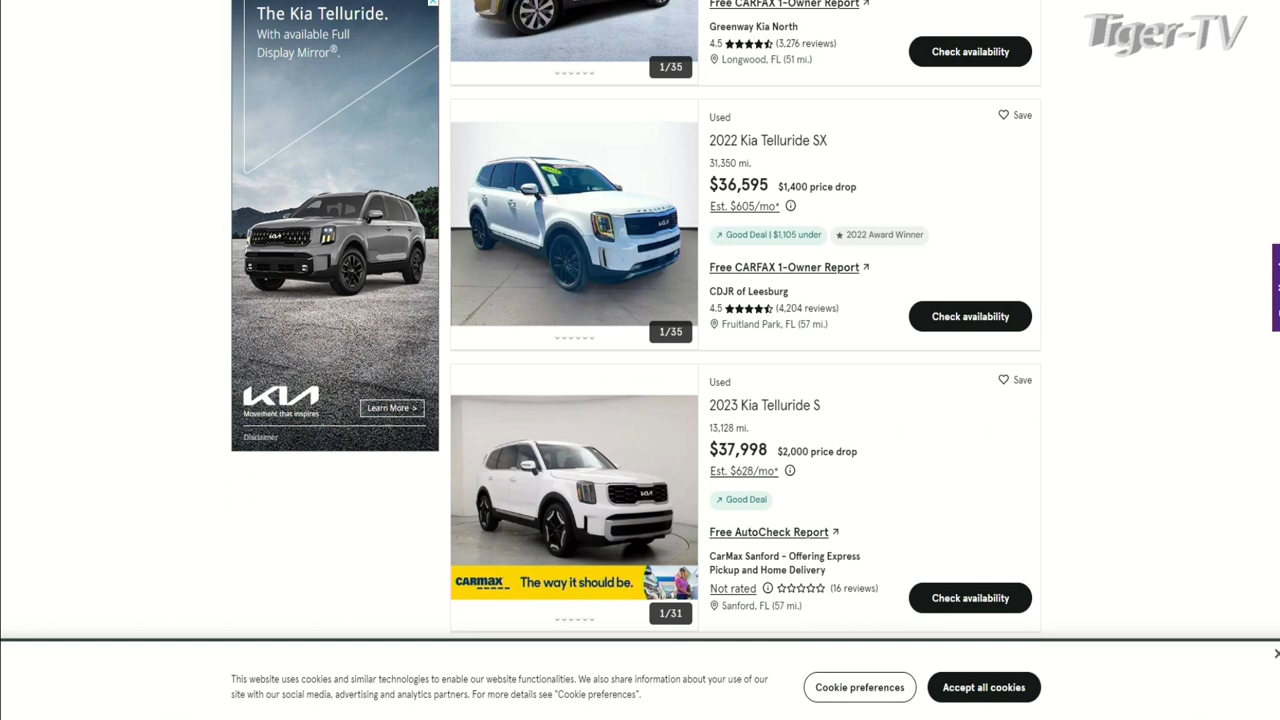 The Kia Telluride.
With available Full
Display Mirror®.
KIA
Movement that inspires
Learn More >
Disclaimer
1/35
Free CARFAX 1-Owner Report
Greenway Kia North
4.5 (3,276 reviews)
Longwood, FL (51 mi.)
Check availability
Tiger-TV
Used
Save
2022 Kia Telluride SX
31,350 mi.
$36,595 $1,400 price drop
Est. $605/mo*
Good Deal | $1,105 under 2022 Award Winner
Free CARFAX 1-Owner Report
CDJR of Leesburg
4.5 (4,204 reviews)
Fruitland Park, FL (57 mi.)
Check availability
1/35
Used
Save
2023 Kia Telluride S
13,128 mi.
$37,998 $2,000 price drop
Est. $628/mo*
Good Deal
Free AutoCheck Report
CarMax Sanford - Offering Express
Pickup and Home Delivery
Not rated (16 reviews)
Sanford, FL (57 mi.)
Check availability
CARMAX The way it should be.
1/31
This website uses cookies and similar technologies to enable our website functionalities. We also share information about your use of our
site with our social media, advertising and analytics partners. For more details see "Cookie preferences".
Cookie preferences
Accept all cookies